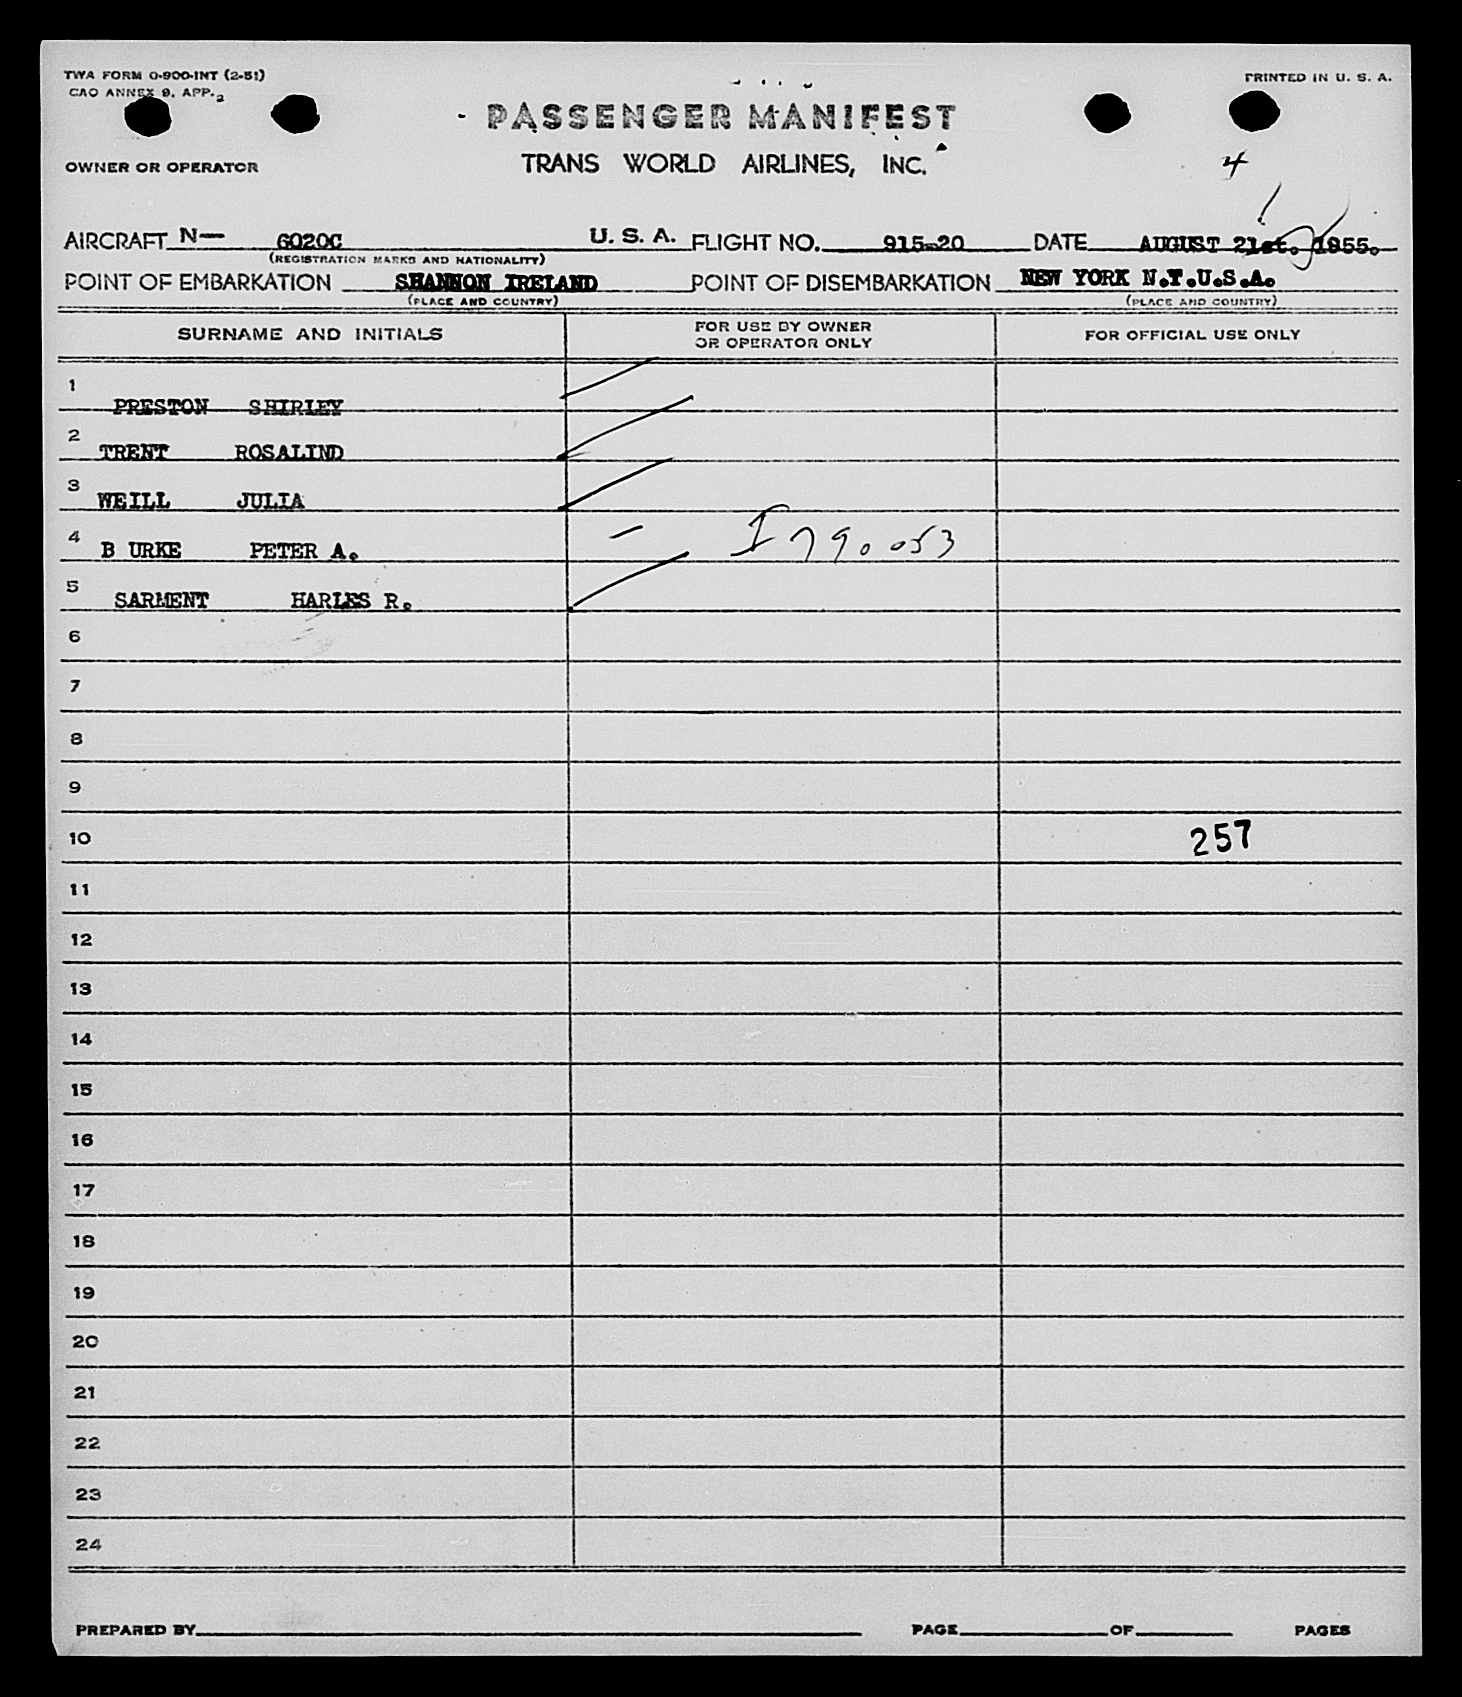 TWA FORM O-900-INT (2-51)
CAO ANNEX 9, APP. 2
PRINTED IN U. S. A.
PASSENGER MANIFEST
OWNER OR OPERATOR
TRANS WORLD AIRLINES, INC.
4
AIRCRAFT N— 6020C U. S. A. FLIGHT NO. 915-20 DATE AUGUST 21st. 1955.
(REGISTRATION MARKS AND NATIONALITY)
POINT OF EMBARKATION SHANNON IRELAND POINT OF DISEMBARKATION NEW YORK N.Y.U.S.A.
(PLACE AND COUNTRY) (PLACE AND COUNTRY)
SURNAME AND INITIALS
FOR USE BY OWNER
OR OPERATOR ONLY
FOR OFFICIAL USE ONLY
1 PRESTON SHIRLEY
2 TRENT ROSALIND
3 WEILL JULIA
4 B URKE PETER A. I 790053
5 SARMENT HARLES R.
6
7
8
9
10 257
11
12
13
14
15
16
17
18
19
20
21
22
23
24
PREPARED BY PAGE OF PAGES